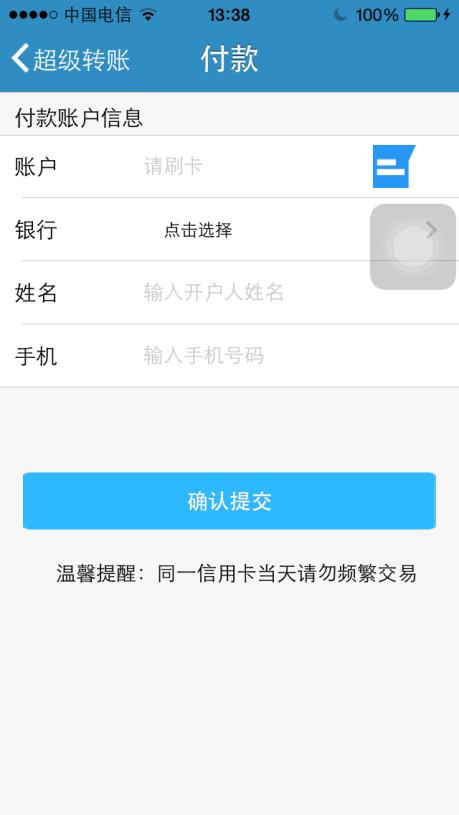 中国电信 13:38 100%
超级转账 付款
付款账户信息
账户 请刷卡
银行 点击选择
姓名 输入开户人姓名
手机 输入手机号码
确认提交
温馨提醒：同一信用卡当天请勿频繁交易